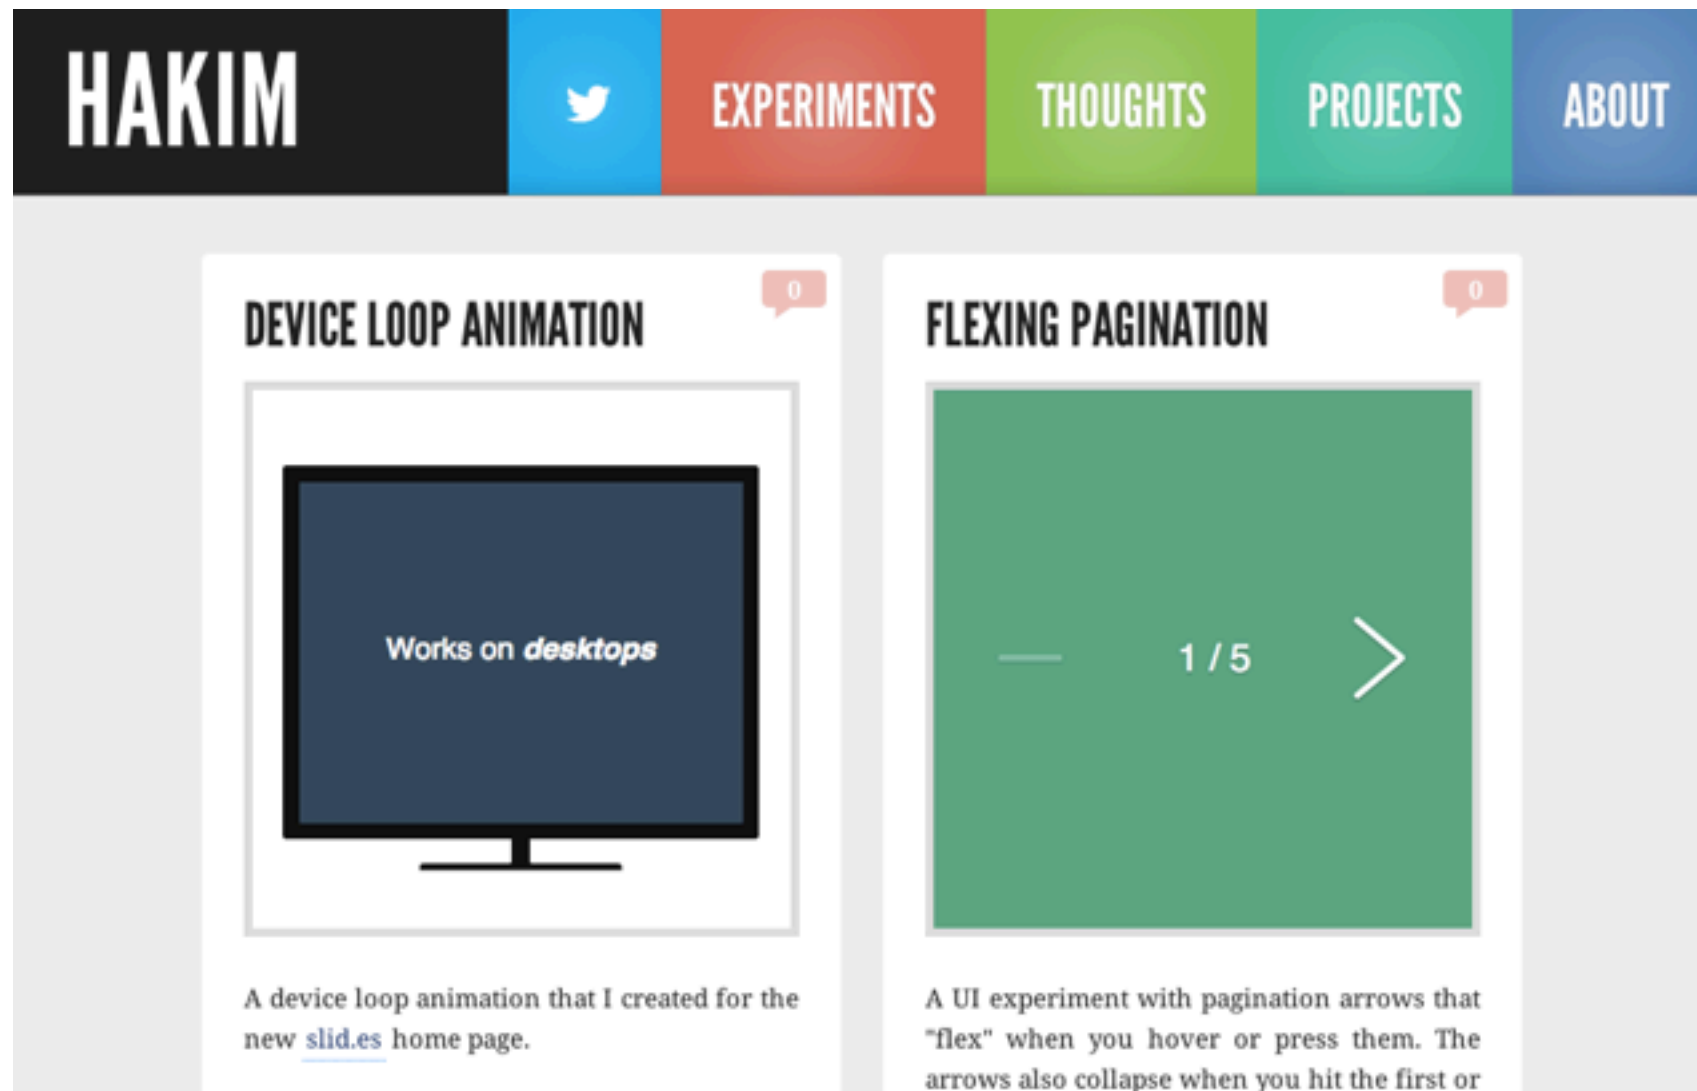 HAKIM
EXPERIMENTS
THOUGHTS
PROJECTS
ABOUT
0
DEVICE LOOP ANIMATION
Works on desktops
A device loop animation that I created for the
new slid.es home page.
0
FLEXING PAGINATION
1 / 5
A UI experiment with pagination arrows that
"flex" when you hover or press them. The
arrows also collapse when you hit the first or